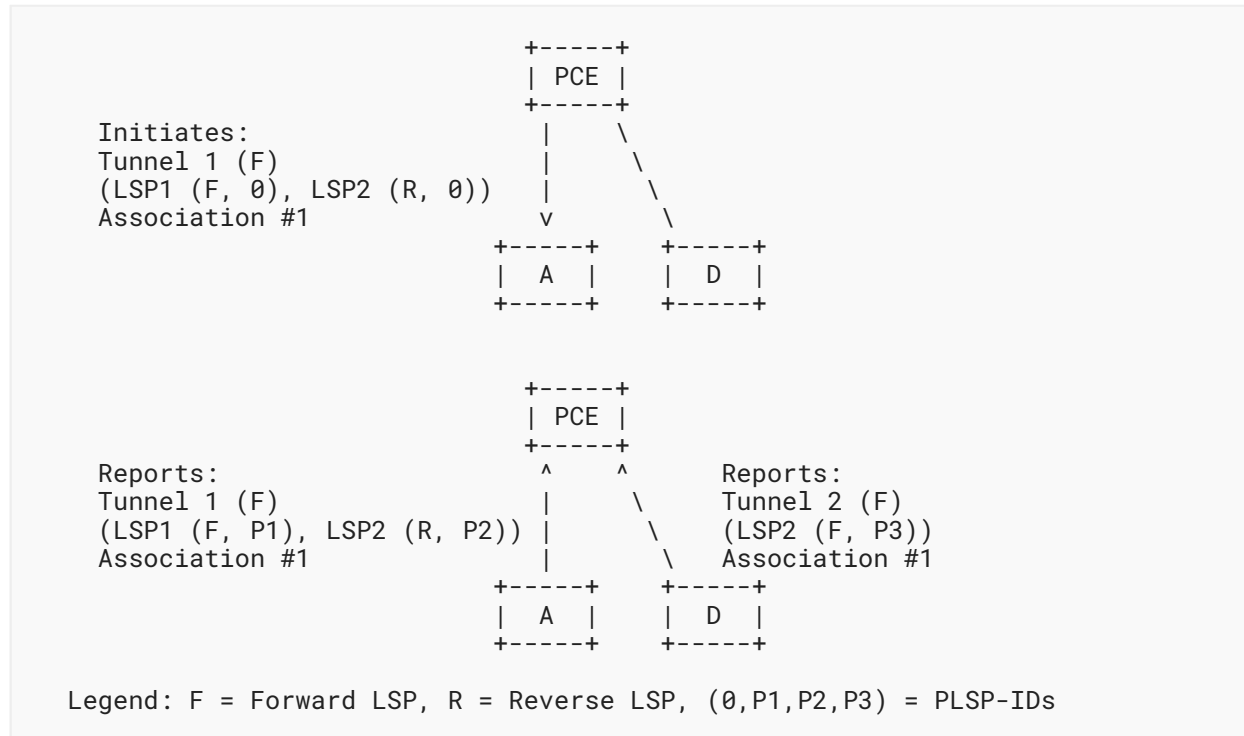 +-----+
                              | PCE |
                              +-----+
  Initiates:                   |    \
  Tunnel 1 (F)                 |     \
  (LSP1 (F, 0), LSP2 (R, 0))   |      \
  Association #1               v       \
                            +-----+    +-----+
                            |  A  |    |  D  |
                            +-----+    +-----+

                              +-----+
                              | PCE |
                              +-----+
  Reports:                     ^    ^      Reports:
  Tunnel 1 (F)                 |     \     Tunnel 2 (F)
  (LSP1 (F, P1), LSP2 (R, P2)) |      \    (LSP2 (F, P3))
  Association #1               |       \   Association #1
                            +-----+    +-----+
                            |  A  |    |  D  |
                            +-----+    +-----+

Legend: F = Forward LSP, R = Reverse LSP, (0,P1,P2,P3) = PLSP-IDs